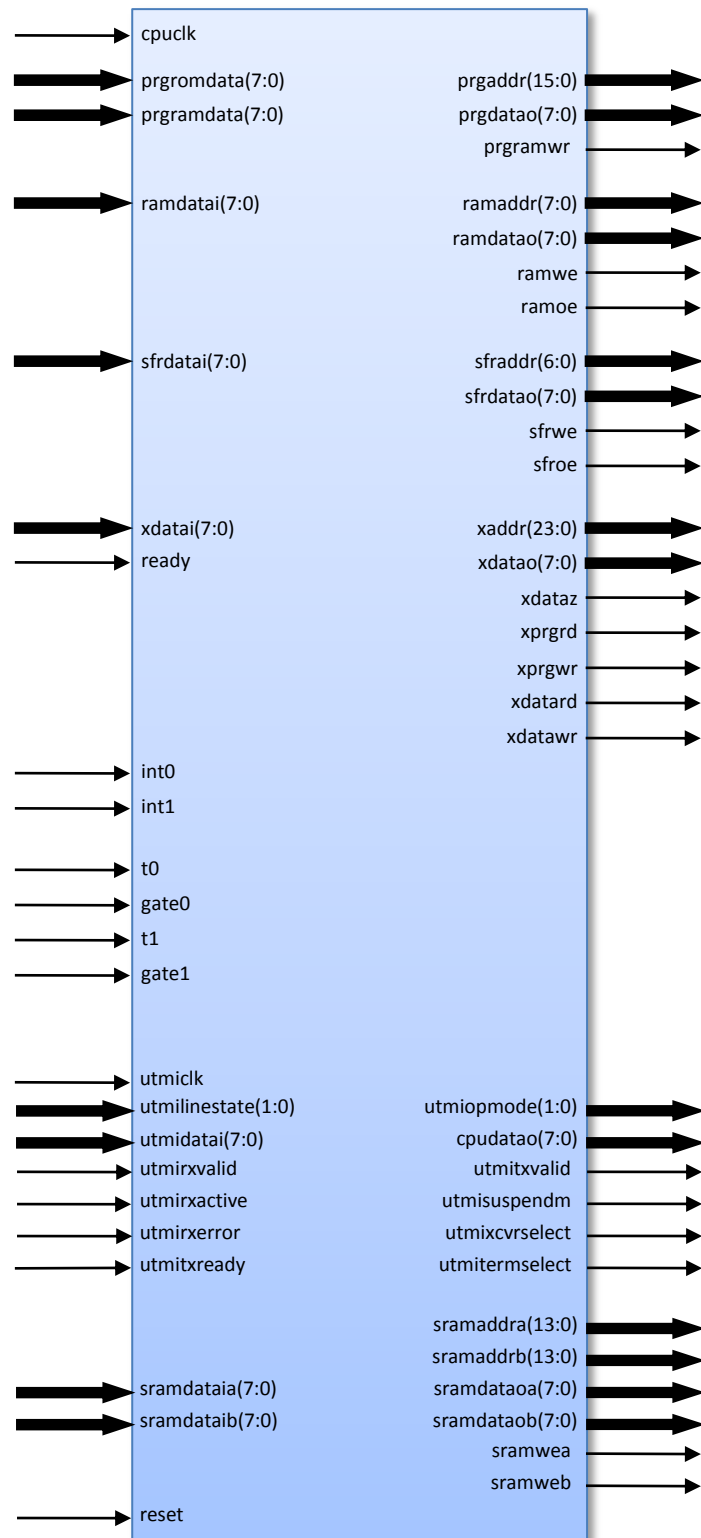 cpuclk
prgromdata(7:0)
prgaddr(15:0)
prgramdata(7:0)
prgdatao(7:0)
prgramwr
ramdatai(7:0)
ramaddr(7:0)
ramdatao(7:0)
ramwe
ramoe
sfrdatai(7:0)
sfraddr(6:0)
sfrdatao(7:0)
sfrwe
sfroe
xdatai(7:0)
xaddr(23:0)
ready
xdatao(7:0)
xdataz
xprgrd
xprgwr
xdatard
xdatawr
int0
int1
t0
gate0
t1
gate1
utmiclk
utmilinestate(1:0)
utmiopmode(1:0)
utmidatai(7:0)
cpudatao(7:0)
utmirxvalid
utmitxvalid
utmirxactive
utmisuspendm
utmirxerror
utmixcvrselect
utmitxready
utmitermselect
sramaddra(13:0)
sramaddrb(13:0)
sramdataia(7:0)
sramdataoa(7:0)
sramdataib(7:0)
sramdataob(7:0)
sramwea
sramweb
reset